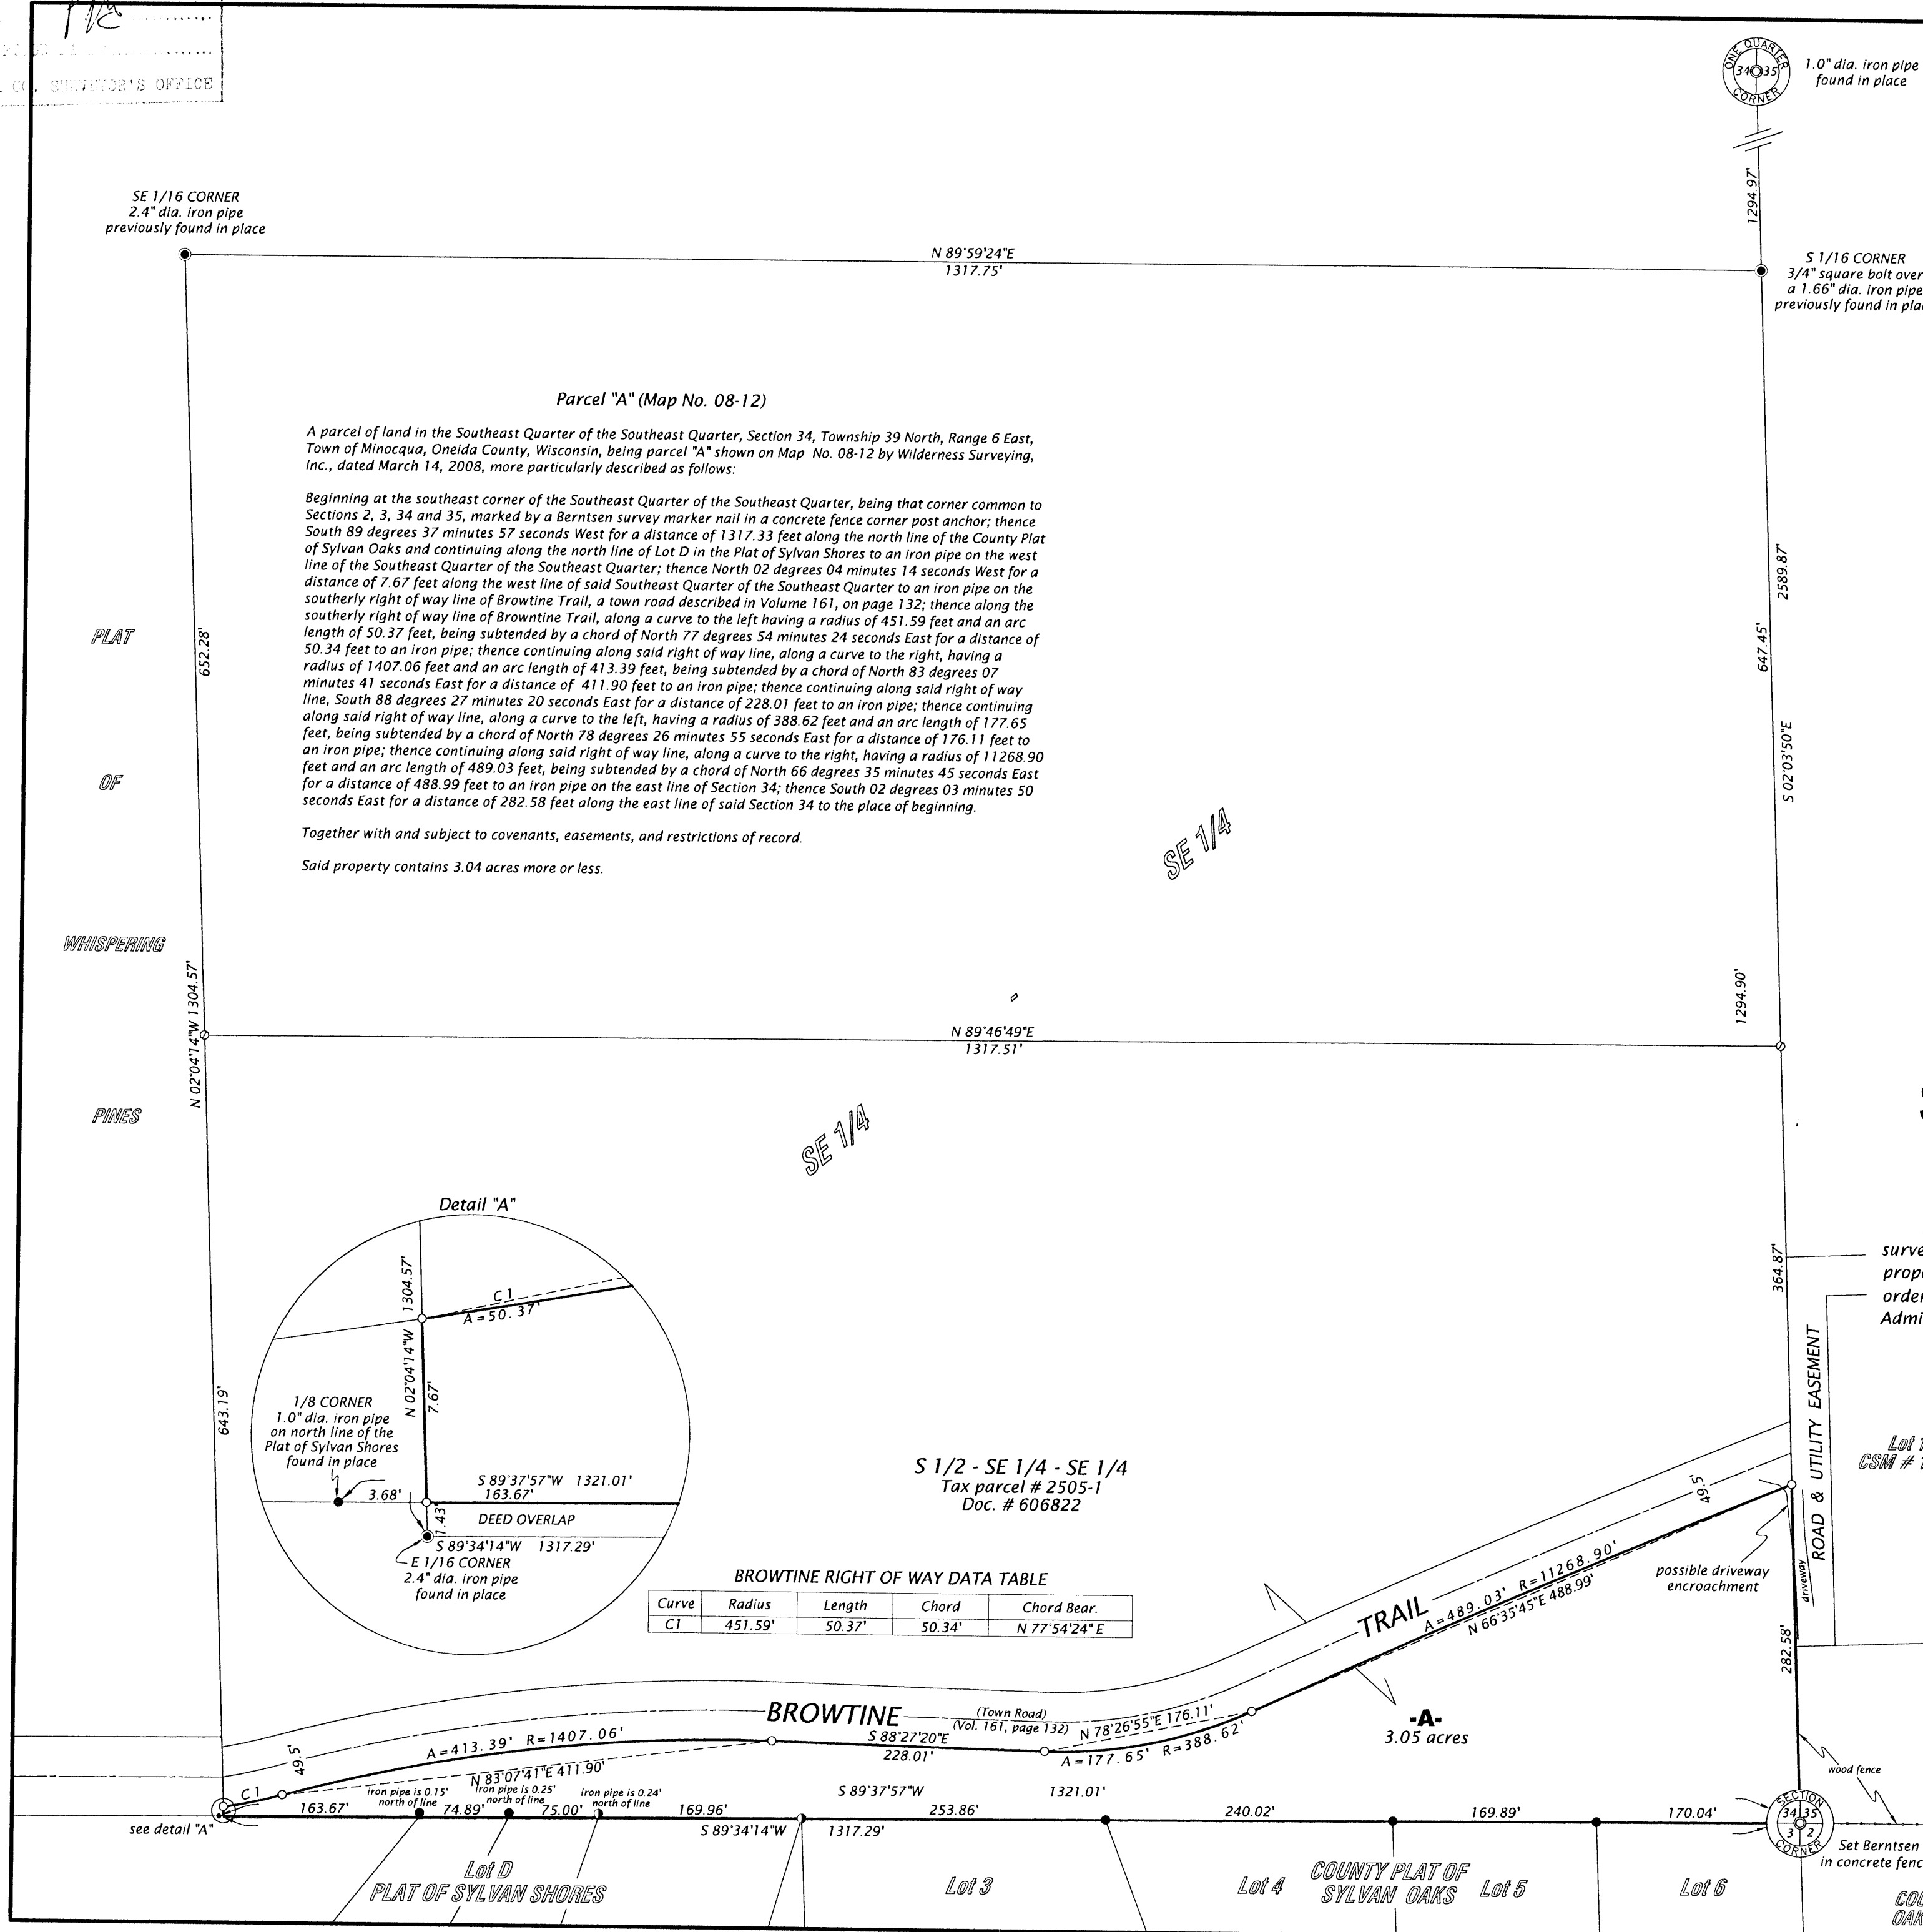 SURVEYOR'S OFFICE
ONE QUARTER
34 35
CORNER
1.0" dia. iron pipe
found in place
1294.97'
SE 1/16 CORNER
2.4" dia. iron pipe
previously found in place
N 89°59'24"E
1317.75'
S 1/16 CORNER
3/4" square bolt over
a 1.66" dia. iron pipe
previously found in pla
Parcel "A" (Map No. 08-12)
A parcel of land in the Southeast Quarter of the Southeast Quarter, Section 34, Township 39 North, Range 6 East,
Town of Minocqua, Oneida County, Wisconsin, being parcel "A" shown on Map No. 08-12 by Wilderness Surveying,
Inc., dated March 14, 2008, more particularly described as follows:
Beginning at the southeast corner of the Southeast Quarter of the Southeast Quarter, being that corner common to
Sections 2, 3, 34 and 35, marked by a Berntsen survey marker nail in a concrete fence corner post anchor; thence
South 89 degrees 37 minutes 57 seconds West for a distance of 1317.33 feet along the north line of the County Plat
of Sylvan Oaks and continuing along the north line of Lot D in the Plat of Sylvan Shores to an iron pipe on the west
line of the Southeast Quarter of the Southeast Quarter; thence North 02 degrees 04 minutes 14 seconds West for a
distance of 7.67 feet along the west line of said Southeast Quarter of the Southeast Quarter to an iron pipe on the
southerly right of way line of Browtine Trail, a town road described in Volume 161, on page 132; thence along the
southerly right of way line of Browntine Trail, along a curve to the left having a radius of 451.59 feet and an arc
length of 50.37 feet, being subtended by a chord of North 77 degrees 54 minutes 24 seconds East for a distance of
50.34 feet to an iron pipe; thence continuing along said right of way line, along a curve to the right, having a
radius of 1407.06 feet and an arc length of 413.39 feet, being subtended by a chord of North 83 degrees 07
minutes 41 seconds East for a distance of 411.90 feet to an iron pipe; thence continuing along said right of way
line, South 88 degrees 27 minutes 20 seconds East for a distance of 228.01 feet to an iron pipe; thence continuing
along said right of way line, along a curve to the left, having a radius of 388.62 feet and an arc length of 177.65
feet, being subtended by a chord of North 78 degrees 26 minutes 55 seconds East for a distance of 176.11 feet to
an iron pipe; thence continuing along said right of way line, along a curve to the right, having a radius of 11268.90
feet and an arc length of 489.03 feet, being subtended by a chord of North 66 degrees 35 minutes 45 seconds East
for a distance of 488.99 feet to an iron pipe on the east line of Section 34; thence South 02 degrees 03 minutes 50
seconds East for a distance of 282.58 feet along the east line of said Section 34 to the place of beginning.
Together with and subject to covenants, easements, and restrictions of record.
Said property contains 3.04 acres more or less.
PLAT
OF
WHISPERING
PINES
652.28'
N 02°04'14"W 1304.57'
643.19'
2589.87'
647.45'
S 02°03'50"E
1294.90'
364.87'
SE 1/4
N 89°46'49"E
1317.51'
SE 1/4
Detail "A"
N 02°04'14"W 1304.57'
C1
A=50.37'
7.67'
1/8 CORNER
1.0" dia. iron pipe
on north line of the
Plat of Sylvan Shores
found in place
3.68'
S 89°37'57"W 1321.01'
163.67'
DEED OVERLAP
1.43'
S 89°34'14"W 1317.29'
E 1/16 CORNER
2.4" dia. iron pipe
found in place
S 1/2 - SE 1/4 - SE 1/4
Tax parcel # 2505-1
Doc. # 606822
BROWTINE RIGHT OF WAY DATA TABLE
Curve Radius Length Chord Chord Bear.
C1 451.59' 50.37' 50.34' N 77°54'24" E
surve
prop
order
Admi
ROAD & UTILITY EASEMENT
Lot
CSM #
49.5'
possible driveway
encroachment
driveway
282.58'
TRAIL
A=489.03' R=11268.90'
N 66°35'45"E 488.99'
-A-
3.05 acres
BROWTINE
(Town Road)
(Vol. 161, page 132)
N 78°26'55"E 176.11'
A=177.65' R=388.62'
S 88°27'20"E
228.01'
A=413.39' R=1407.06'
N 83°07'41"E 411.90'
49.5'
C1
iron pipe is 0.15'
north of line
iron pipe is 0.25'
north of line
iron pipe is 0.24'
north of line
S 89°37'57"W 1321.01'
163.67' 74.89' 75.00' 169.96' 253.86' 240.02' 169.89' 170.04'
S 89°34'14"W 1317.29'
see detail "A"
wood fence
SECTION
34 35
3 2
CORNER
Set Berntsen
in concrete fenc
Lot D
PLAT OF SYLVAN SHORES
Lot 3
Lot 4
COUNTY PLAT OF
SYLVAN OAKS
Lot 5
Lot 6
COU
OAK